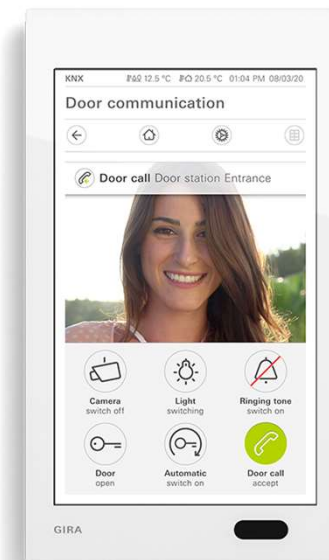 KNX 12.5 °C 20.5 °C 01:04 PM 08/03/20
Door communication
Door call Door station Entrance
Camera
switch off
Light
switching
Ringing tone
switch on
Door
open
Automatic
switch on
Door call
accept
GIRA